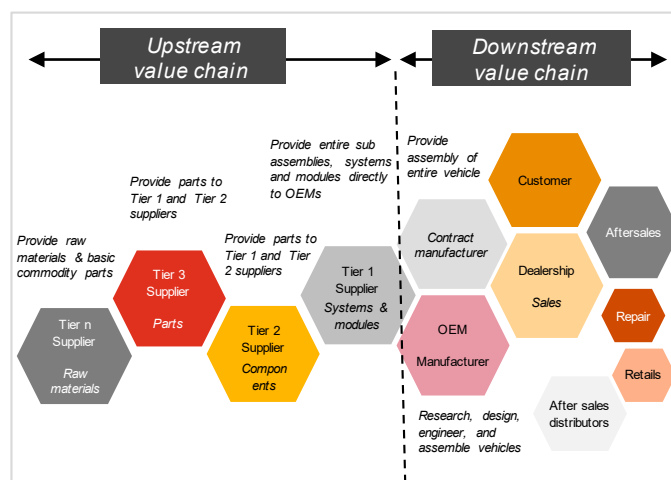 Upstream
value chain
Downstream
value chain
Provide entire sub
assemblies, systems
and modules directly
to OEMs
Provide
assembly of
entire vehicle
Provide parts to
Tier 1 and Tier 2
suppliers
Provide raw
materials & basic
commodity parts
Provide parts to
Tier 1 and Tier
2 suppliers
Tier n
Supplier
Raw
materials
Tier 3
Supplier
Parts
Tier 2
Supplier
Compon
ents
Tier 1
Supplier
Systems &
modules
Contract
manufacturer
OEM
Manufacturer
Research, design,
engineer, and
assemble vehicles
Customer
Dealership
Sales
Aftersales
Repair
Retails
After sales
distributors